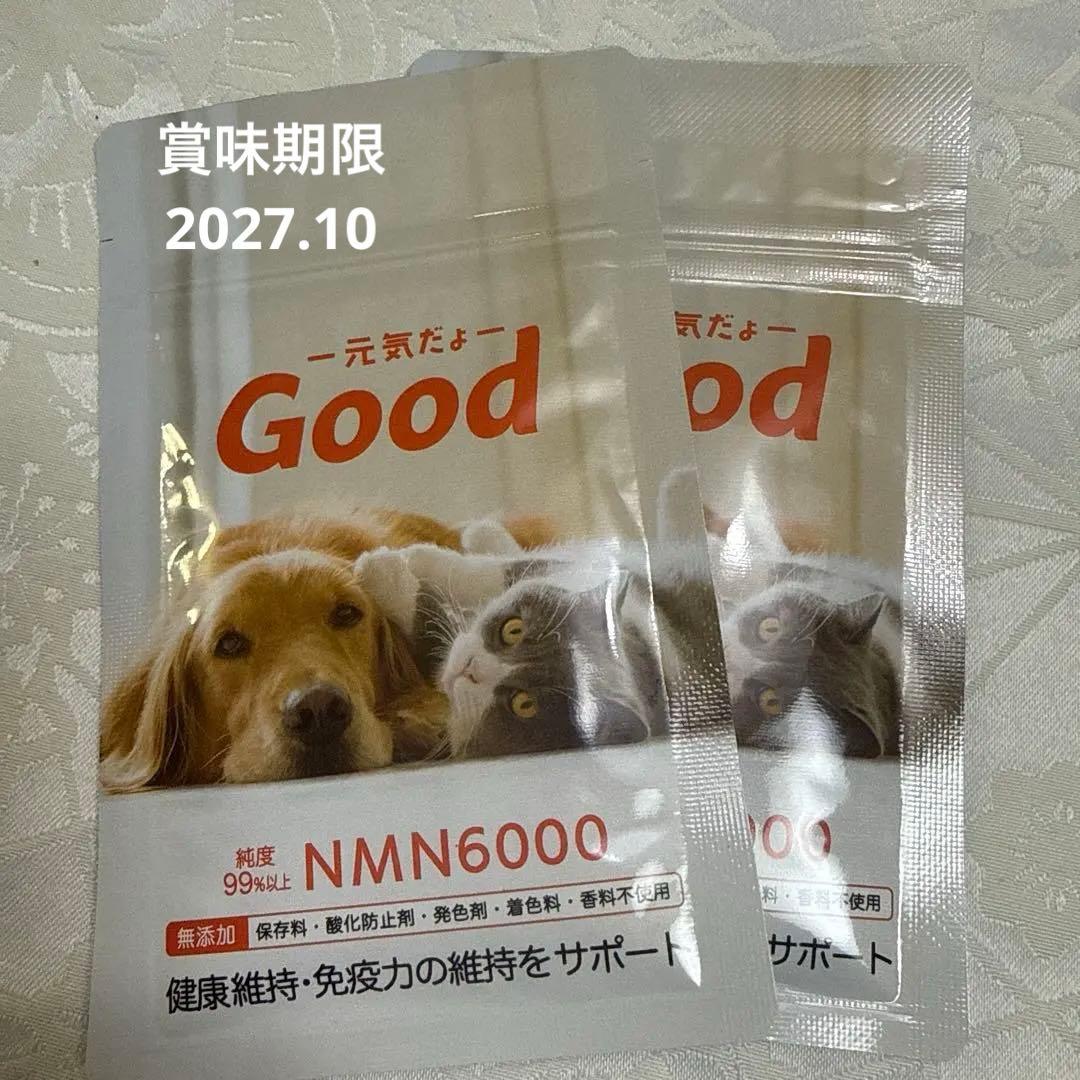 賞味期限
2027.10
ー元気だょー
Good
純度
99%以上
NMN6000
無添加 保存料・酸化防止剤・発色剤・着色料・香料不使用
健康維持・免疫力の維持をサポート
気だょー
od
000
料・香料不使用
サポート